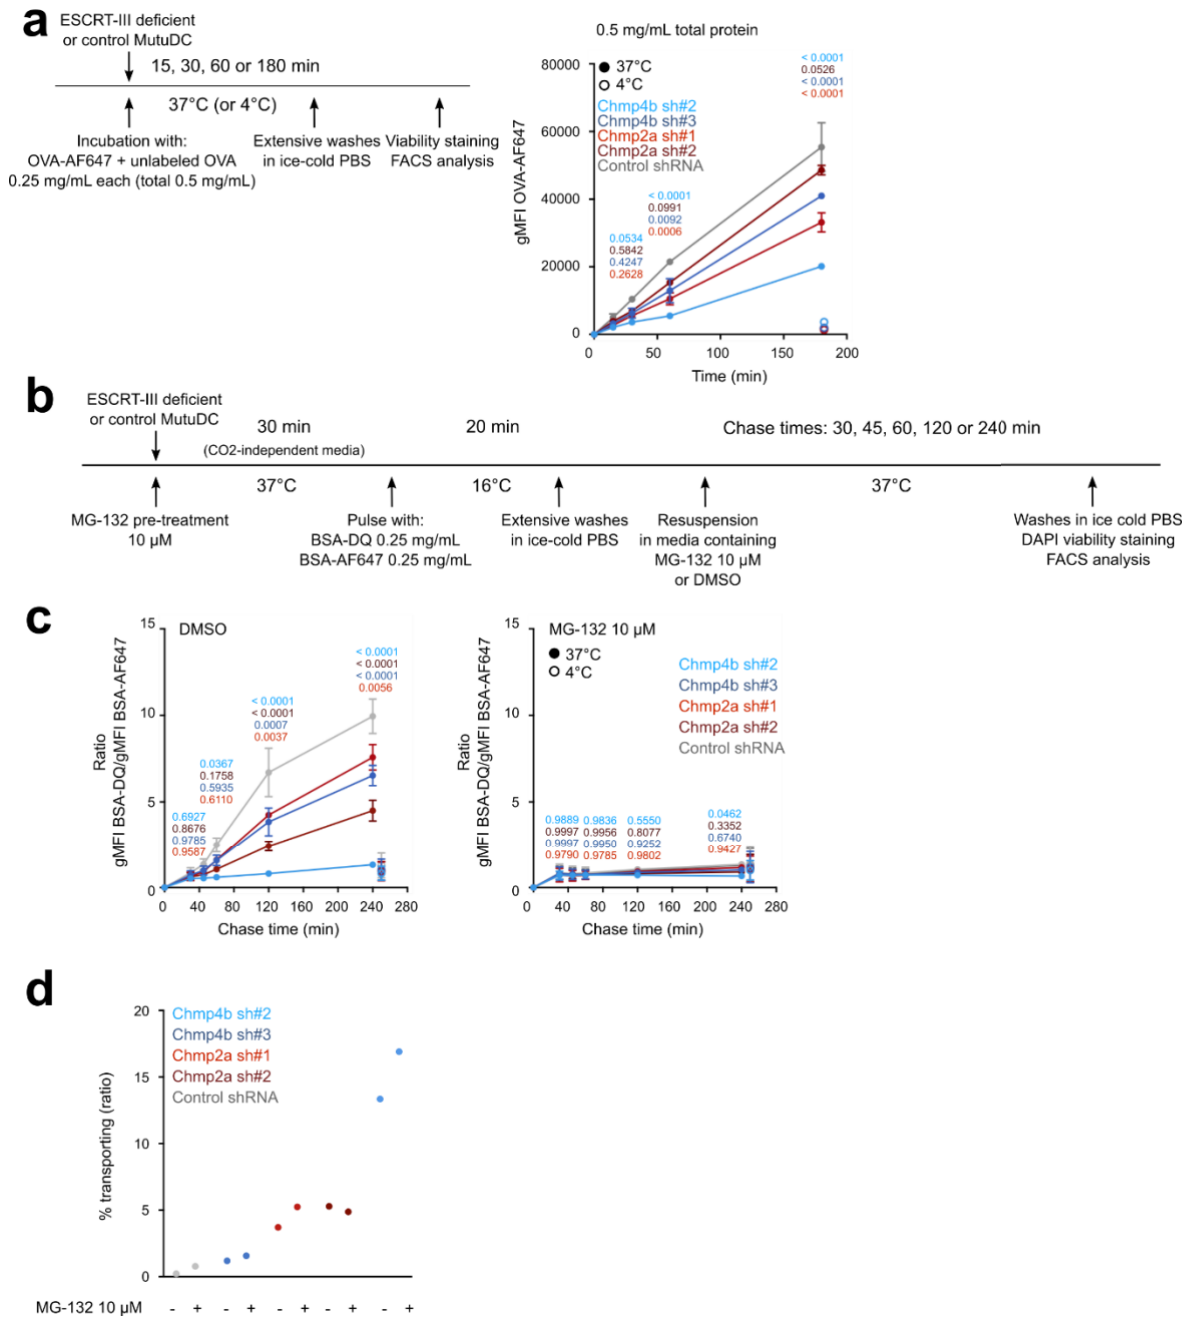 a
ESCRT-III deficient
or control MutuDC
15, 30, 60 or 180 min
37°C (or 4°C)
Incubation with:
OVA-AF647 + unlabeled OVA
0.25 mg/mL each (total 0.5 mg/mL)
Extensive washes
in ice-cold PBS
Viability staining
FACS analysis
0.5 mg/mL total protein
gMFI OVA-AF647
80000
60000
40000
20000
0
37°C
4°C
Chmp4b sh#2
Chmp4b sh#3
Chmp2a sh#1
Chmp2a sh#2
Control shRNA
0.0534
0.5842
0.4247
0.2628
< 0.0001
0.0991
0.0092
0.0006
< 0.0001
0.0526
< 0.0001
< 0.0001
0
50
100
150
200
Time (min)
b
ESCRT-III deficient
or control MutuDC
30 min
(CO2-independent media)
20 min
Chase times: 30, 45, 60, 120 or 240 min
37°C
16°C
37°C
MG-132 pre-treatment
10 µM
Pulse with:
BSA-DQ 0.25 mg/mL
BSA-AF647 0.25 mg/mL
Extensive washes
in ice-cold PBS
Resuspension
in media containing
MG-132 10 µM
or DMSO
Washes in ice cold PBS
DAPI viability staining
FACS analysis
c
Ratio
gMFI BSA-DQ/gMFI BSA-AF647
15
10
5
0
DMSO
0.6927
0.8676
0.9785
0.9587
0.0367
0.1758
0.5935
0.6110
< 0.0001
< 0.0001
0.0007
0.0037
< 0.0001
< 0.0001
< 0.0001
0.0056
0
40
80
120
160
200
240
280
Chase time (min)
Ratio
gMFI BSA-DQ/gMFI BSA-AF647
15
10
5
0
MG-132 10 µM
37°C
4°C
Chmp4b sh#2
Chmp4b sh#3
Chmp2a sh#1
Chmp2a sh#2
Control shRNA
0.9889
0.9997
0.9997
0.9790
0.9836
0.9956
0.9950
0.9785
0.5550
0.8077
0.9252
0.9802
0.0462
0.3352
0.6740
0.9427
0
40
80
120
160
200
240
280
Chase time (min)
d
% transporting (ratio)
20
15
10
5
0
Chmp4b sh#2
Chmp4b sh#3
Chmp2a sh#1
Chmp2a sh#2
Control shRNA
MG-132 10 µM - + - + - + - + - +